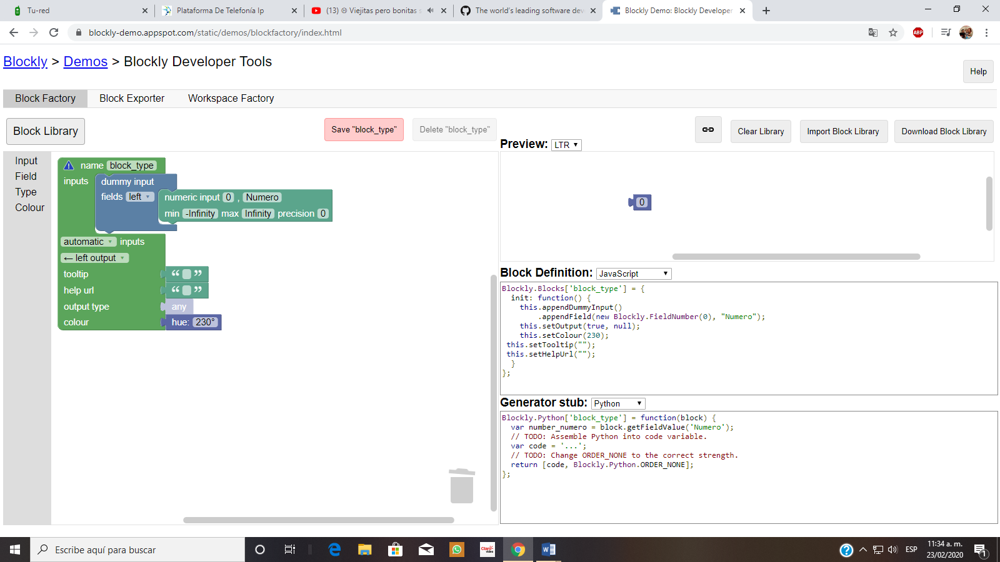 Tu-red
Plataforma De Telefonía Ip
(13) ® Viejitas pero bonitas s
The world's leading software dev
Blockly Demo: Blockly Developer
blockly-demo.appspot.com/static/demos/blockfactory/index.html
ABP
Blockly > Demos > Blockly Developer Tools
Help
Block Factory
Block Exporter
Workspace Factory
Block Library
Save "block_type"
Delete "block_type"
Clear Library
Import Block Library
Download Block Library
Input
Field
Type
Colour
name block_type
inputs
dummy input
fields left
numeric input 0 , Numero
min -Infinity max Infinity precision 0
automatic inputs
← left output
tooltip “ ”
help url “ ”
output type any
colour hue: 230°
Preview: LTR
0
Block Definition: JavaScript
Blockly.Blocks['block_type'] = {
  init: function() {
    this.appendDummyInput()
        .appendField(new Blockly.FieldNumber(0), "Numero");
    this.setOutput(true, null);
    this.setColour(230);
 this.setTooltip("");
 this.setHelpUrl("");
  }
};
Generator stub: Python
Blockly.Python['block_type'] = function(block) {
  var number_numero = block.getFieldValue('Numero');
  // TODO: Assemble Python into code variable.
  var code = '...';
  // TODO: Change ORDER_NONE to the correct strength.
  return [code, Blockly.Python.ORDER_NONE];
};
Escribe aquí para buscar
Claro
video
ESP
11:34 a. m.
23/02/2020
1